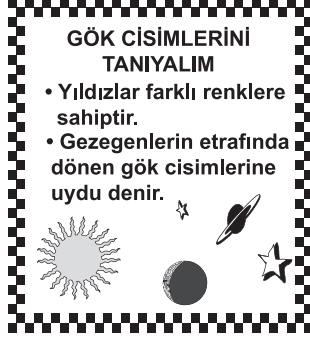 GÖK CİSİMLERİNİ
TANIYALIM
• Yıldızlar farklı renklere
sahiptir.
• Gezegenlerin etrafında
dönen gök cisimlerine
uydu denir.